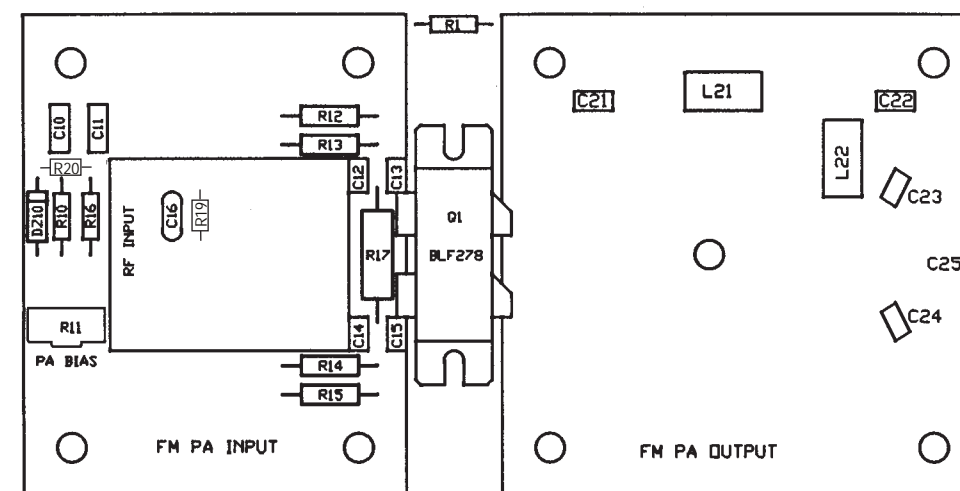 R1
C10
C11
R12
R13
R20
C12
C13
DZ10
R10
R16
RF INPUT
C16
R19
R17
Q1
BLF278
R11
PA BIAS
C14
C15
R14
R15
FM PA INPUT
C21
L21
C22
L22
C23
C25
C24
FM PA OUTPUT